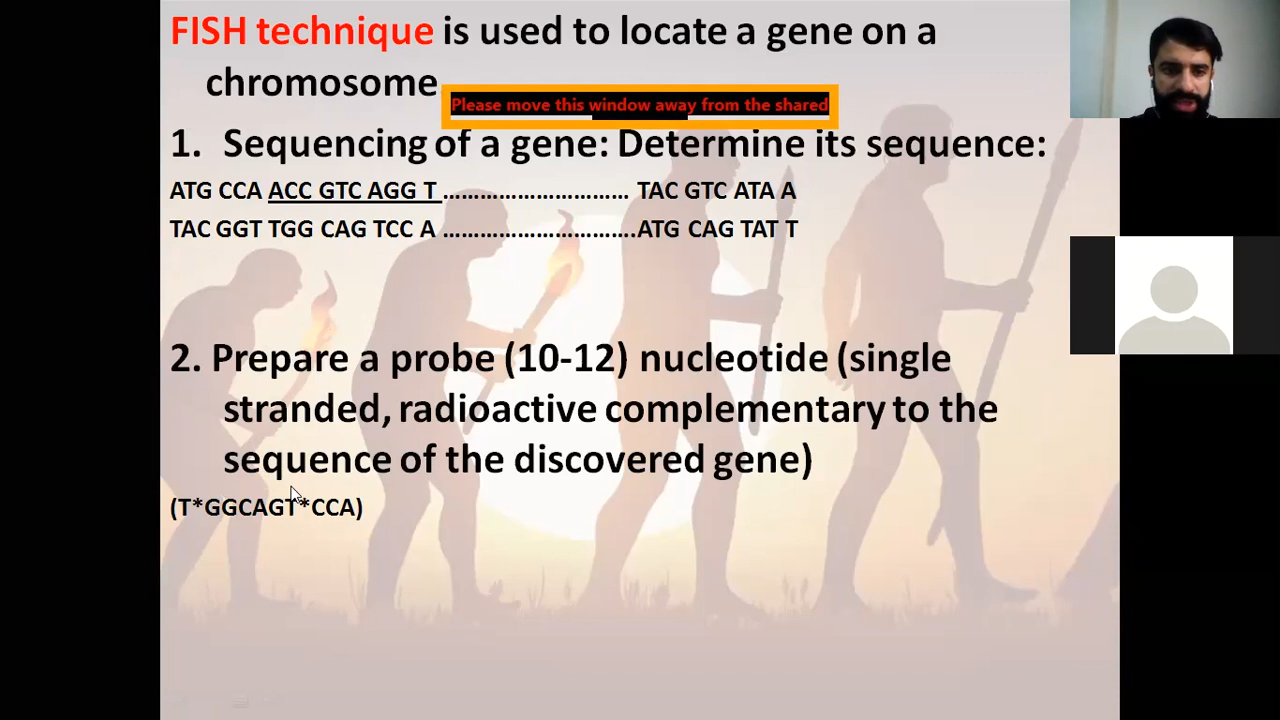 FISH technique is used to locate a gene on a
chromosome
Please move this window away from the shared
1. Sequencing of a gene: Determine its sequence:
ATG CCA ACC GTC AGG T ………………………… TAC GTC ATA A
TAC GGT TGG CAG TCC A ………………………….ATG CAG TAT T
2. Prepare a probe (10-12) nucleotide (single
stranded, radioactive complementary to the
sequence of the discovered gene)
(T*GGCAGT*CCA)